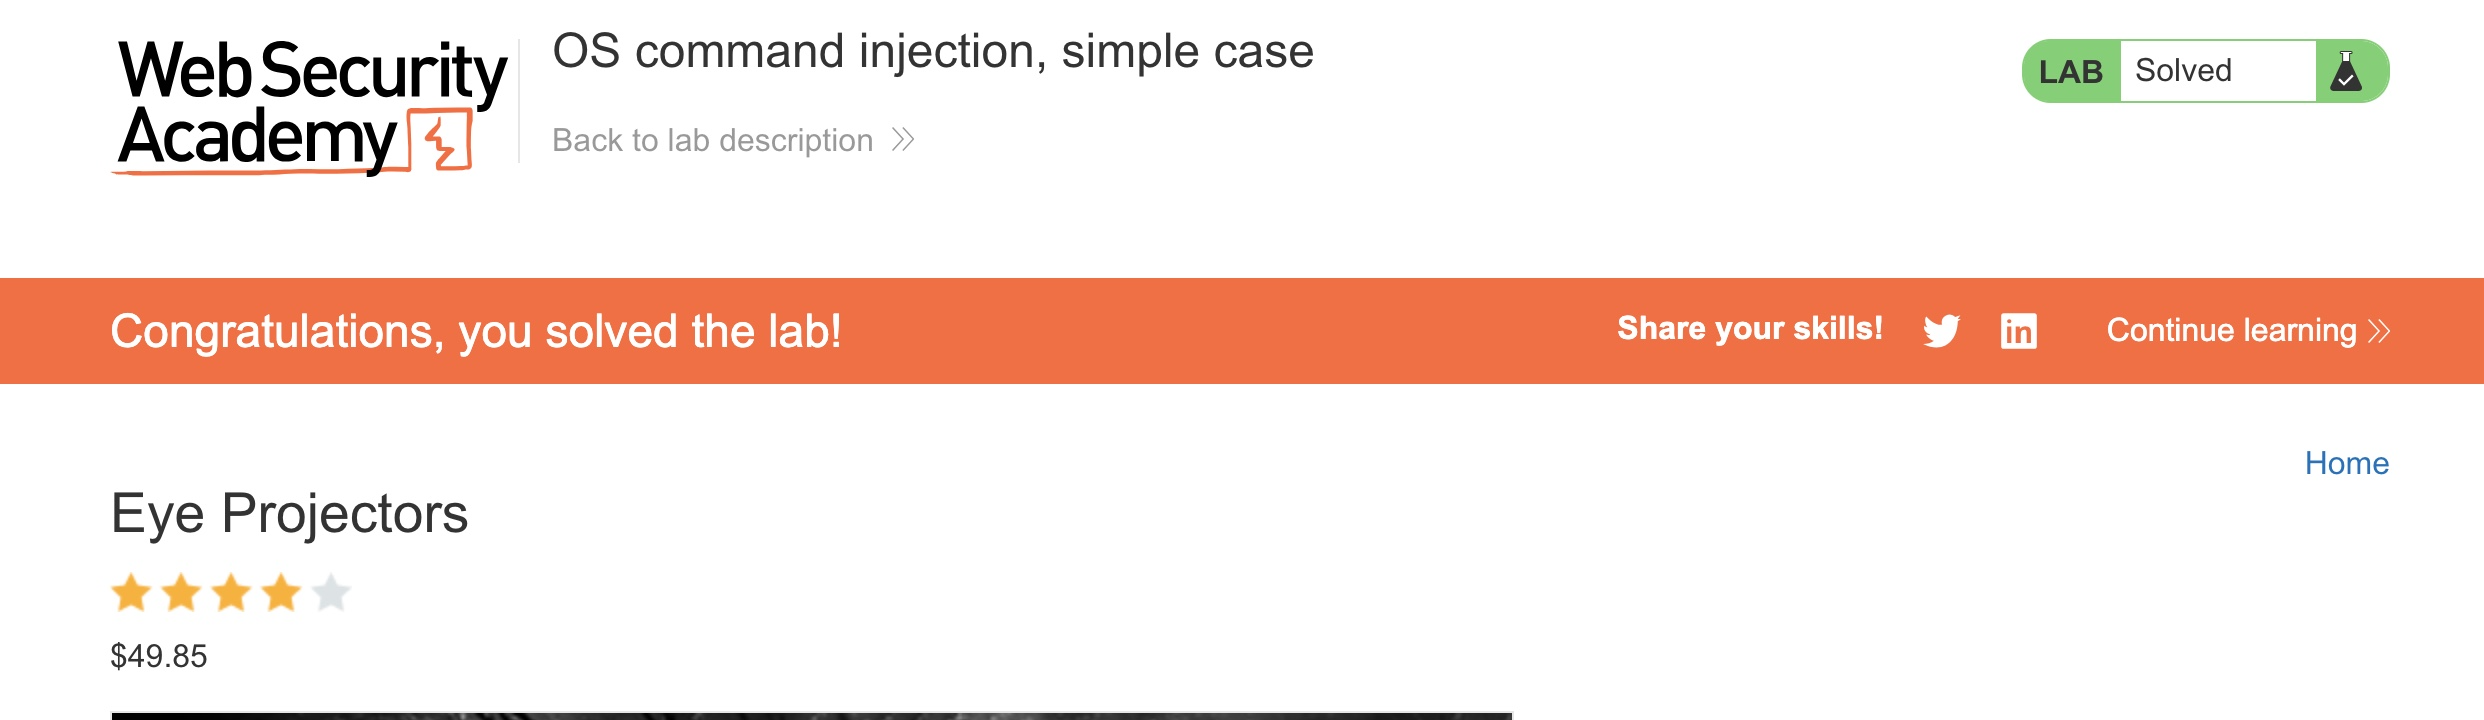 Web Security
Academy
OS command injection, simple case
Back to lab description
LAB Solved
Congratulations, you solved the lab!
Share your skills!
in
Continue learning
Home
Eye Projectors
$49.85